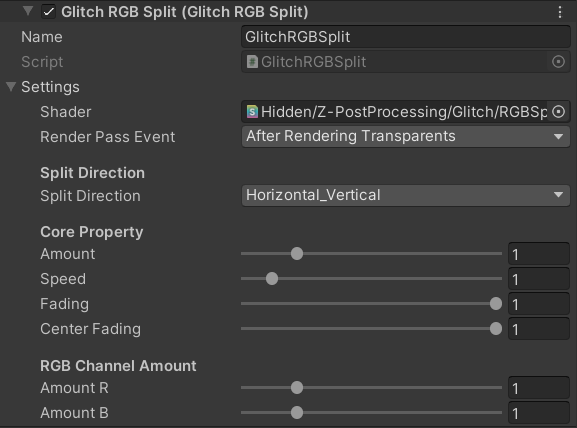 Glitch RGB Split (Glitch RGB Split)
Name GlitchRGBSplit
Script GlitchRGBSplit
Settings
Shader Hidden/Z-PostProcessing/Glitch/RGBSp
Render Pass Event After Rendering Transparents
Split Direction
Split Direction Horizontal_Vertical
Core Property
Amount 1
Speed 1
Fading 1
Center Fading 1
RGB Channel Amount
Amount R 1
Amount B 1